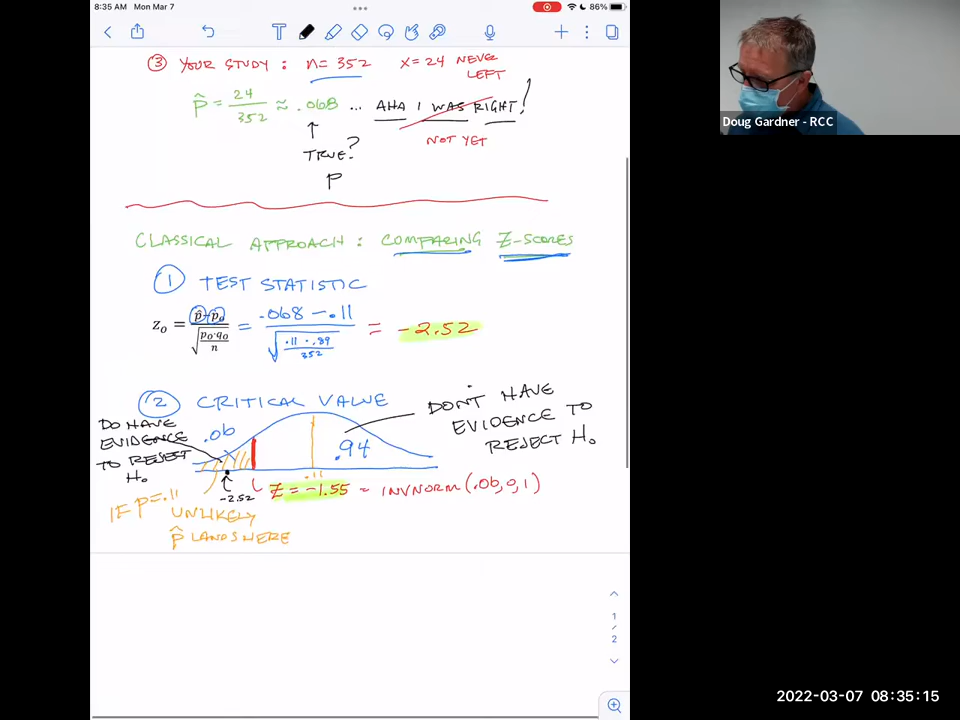 8:35 AM Mon Mar 7
86%
③ YOUR STUDY : n = 352 x = 24 NEVER LEFT
p̂ = 24/352 ≈ .068 ... AHA I WAS RIGHT!
NOT YET
TRUE?
p
CLASSICAL APPROACH : COMPARING Z-SCORES
① TEST STATISTIC
z₀ = (p̂ - p₀)/√(p₀·q₀/n) = (.068 - .11)/√(.11 · .89/352) = -2.52
② CRITICAL VALUE
DO HAVE
EVIDENCE
TO REJECT
H₀
.06
.94
DON'T HAVE
EVIDENCE TO
REJECT H₀
.11
-2.52
Z = -1.55 = INVNORM(.06,0,1)
IF p=.11
UNLIKELY
p̂ LANDS HERE
1
/
2
Doug Gardner - RCC
2022-03-07 08:35:15